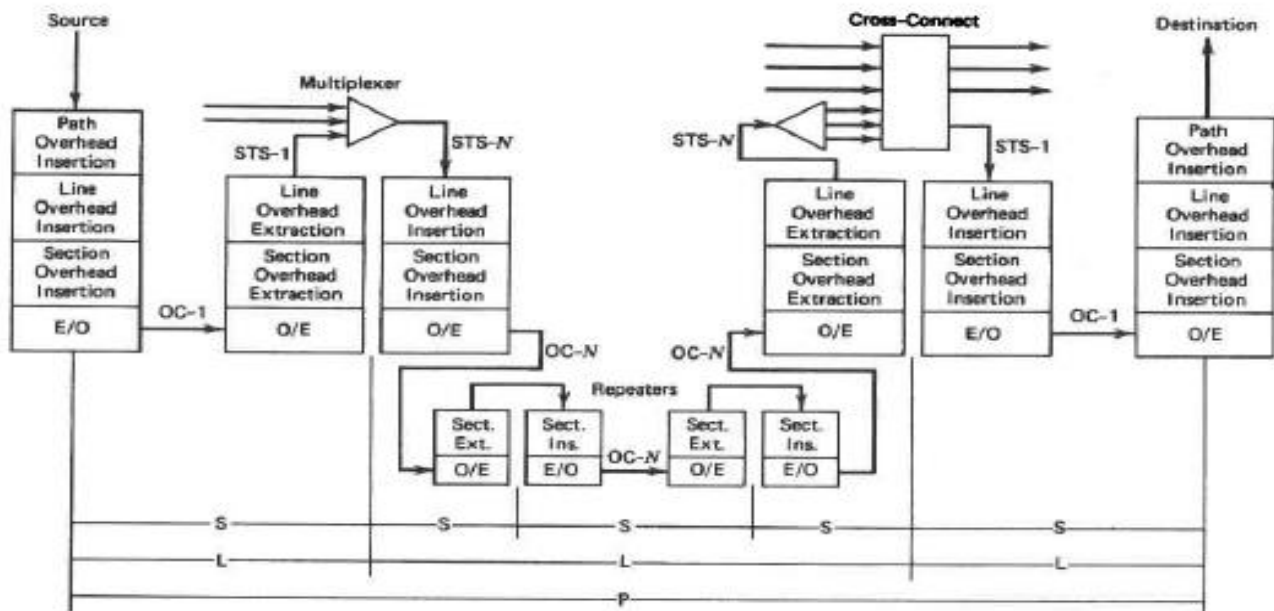 Source
Path
Overhead
Insertion
Line
Overhead
Insertion
Section
Overhead
Insertion
E/O
OC-1
STS-1
Multiplexer
STS-N
Line
Overhead
Extraction
Section
Overhead
Extraction
O/E
Line
Overhead
Insertion
Section
Overhead
Insertion
O/E
OC-N
Repeaters
Sect.
Ext.
O/E
Sect.
Ins.
E/O
OC-N
Sect.
Ext.
O/E
Sect.
Ins.
E/O
OC-N
STS-N
Cross-Connect
STS-1
Line
Overhead
Extraction
Section
Overhead
Extraction
O/E
Line
Overhead
Insertion
Section
Overhead
Insertion
E/O
OC-1
Destination
Path
Overhead
Insertion
Line
Overhead
Insertion
Section
Overhead
Insertion
O/E
S S S S S
L L L
P